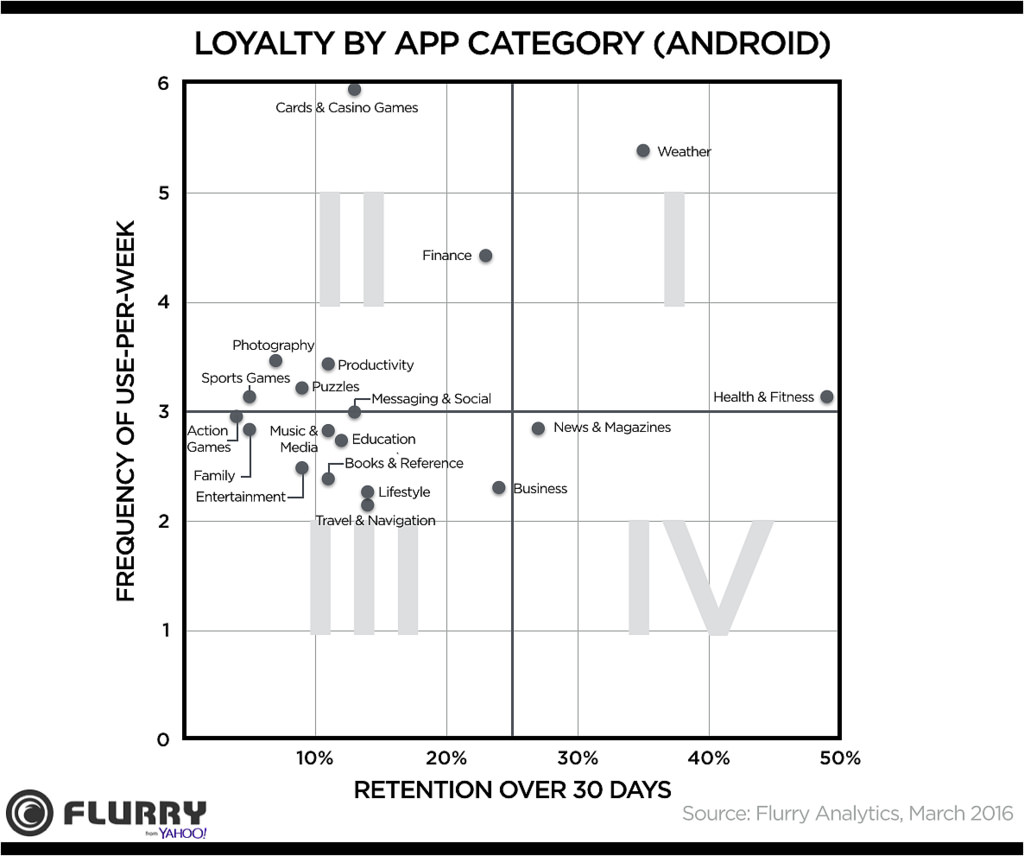 LOYALTY BY APP CATEGORY (ANDROID)
6
Cards & Casino Games
Weather
5
II
I
Finance
4
Photography
Productivity
Sports Games
Puzzles
Messaging & Social
Health & Fitness
3
Action
Games
Music &
Media
Education
News & Magazines
Family
Books & Reference
Entertainment
Lifestyle
Business
Travel & Navigation
2
III
IV
1
0
10%
20%
30%
40%
50%
FREQUENCY OF USE-PER-WEEK
RETENTION OVER 30 DAYS
FLURRY
from YAHOO!
Source: Flurry Analytics, March 2016